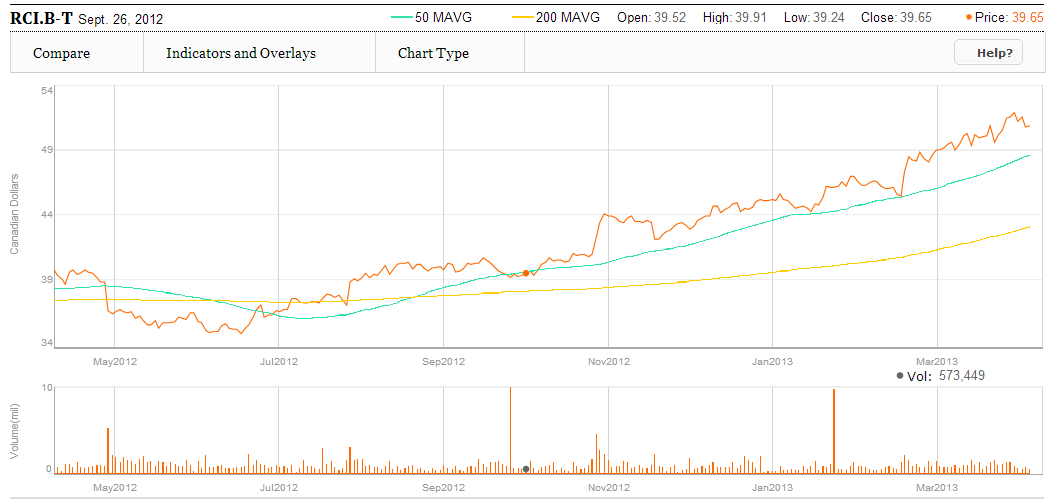 RCI.B-T Sept. 26, 2012 50 MAVG 200 MAVG Open: 39.52 High: 39.91 Low: 39.24 Close: 39.65 Price: 39.65
Compare Indicators and Overlays Chart Type Help?
54
49
44
39
34
Canadian Dollars
May2012 Jul2012 Sep2012 Nov2012 Jan2013 Mar2013
Vol: 573,449
10
0
Volume(mil)
May2012 Jul2012 Sep2012 Nov2012 Jan2013 Mar2013